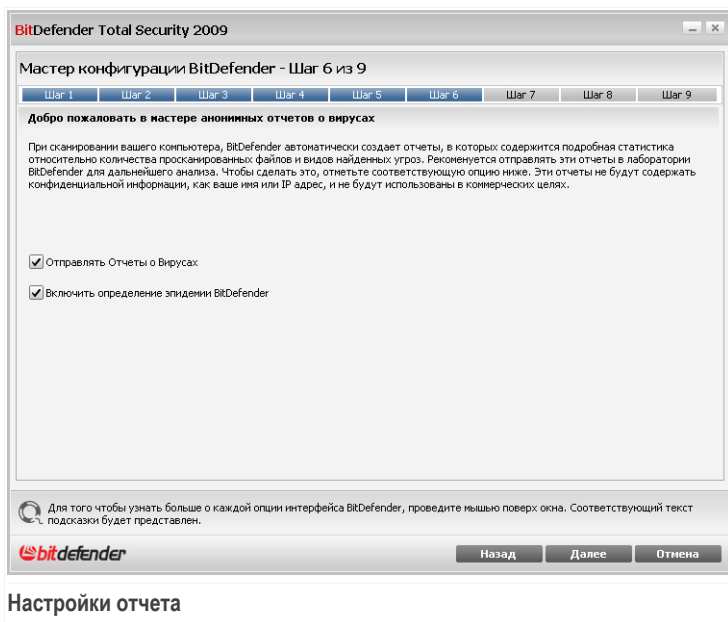 BitDefender Total Security 2009
Мастер конфигурации BitDefender - Шаг 6 из 9
Шаг 1 Шаг 2 Шаг 3 Шаг 4 Шаг 5 Шаг 6 Шаг 7 Шаг 8 Шаг 9
Добро пожаловать в мастере анонимных отчетов о вирусах
При сканировании вашего компьютера, BitDefender автоматически создает отчеты, в которых содержится подробная статистика
относительно количества просканированных файлов и видов найденных угроз. Рекоменуется отправлять эти отчеты в лаборатории
BitDefender для дальнейшего анализа. Чтобы сделать это, отметьте соответствующую опцию ниже. Эти отчеты не будут содержать
конфиденциальной информации, как ваше имя или IP адрес, и не будут использованы в коммерческих целях.
Отправлять Отчеты о Вирусах
Включить определение эпидемии BitDefender
Для того чтобы узнать больше о каждой опции интерфейса BitDefender, проведите мышью поверх окна. Соответствующий текст
подсказки будет представлен.
bitdefender
Назад Далее Отмена
Настройки отчета